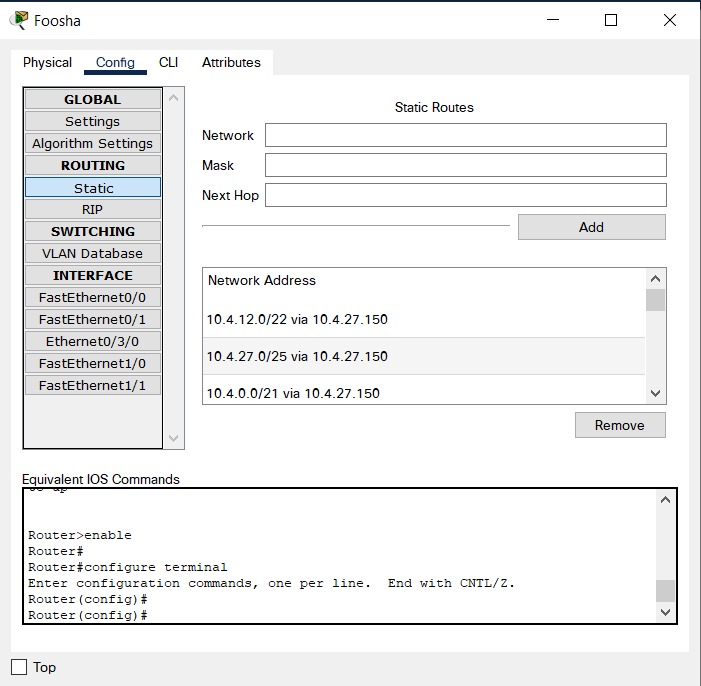 Foosha
Physical Config CLI Attributes
GLOBAL
Settings
Algorithm Settings
ROUTING
Static
RIP
SWITCHING
VLAN Database
INTERFACE
FastEthernet0/0
FastEthernet0/1
Ethernet0/3/0
FastEthernet1/0
FastEthernet1/1
Static Routes
Network
Mask
Next Hop
Add
Network Address
10.4.12.0/22 via 10.4.27.150
10.4.27.0/25 via 10.4.27.150
10.4.0.0/21 via 10.4.27.150
Remove
Equivalent IOS Commands
Router>enable
Router#
Router#configure terminal
Enter configuration commands, one per line.  End with CNTL/Z.
Router(config)#
Router(config)#
Top